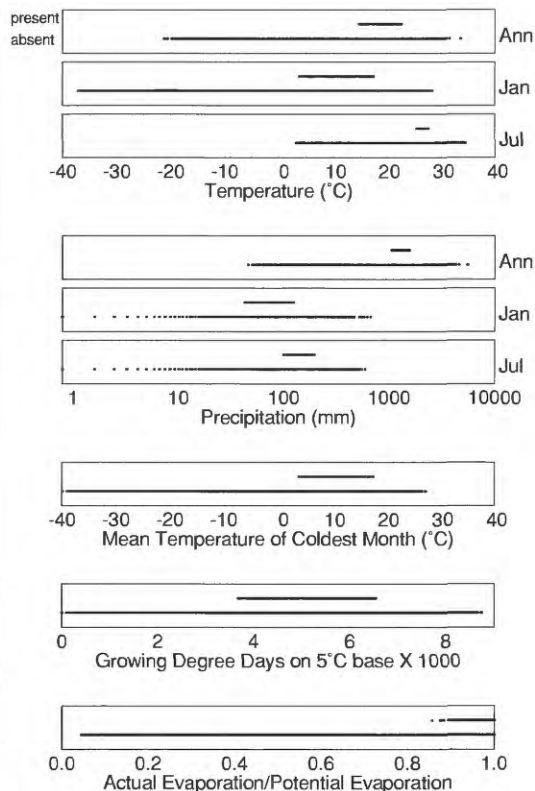 present
absent
Ann
Jan
Jul
-40 -30 -20 -10 0 10 20 30 40
Temperature (˚C)
Ann
Jan
Jul
1 10 100 1000 10000
Precipitation (mm)
-40 -30 -20 -10 0 10 20 30 40
Mean Temperature of Coldest Month (˚C)
0 2 4 6 8
Growing Degree Days on 5˚C base X 1000
0.0 0.2 0.4 0.6 0.8 1.0
Actual Evaporation/Potential Evaporation